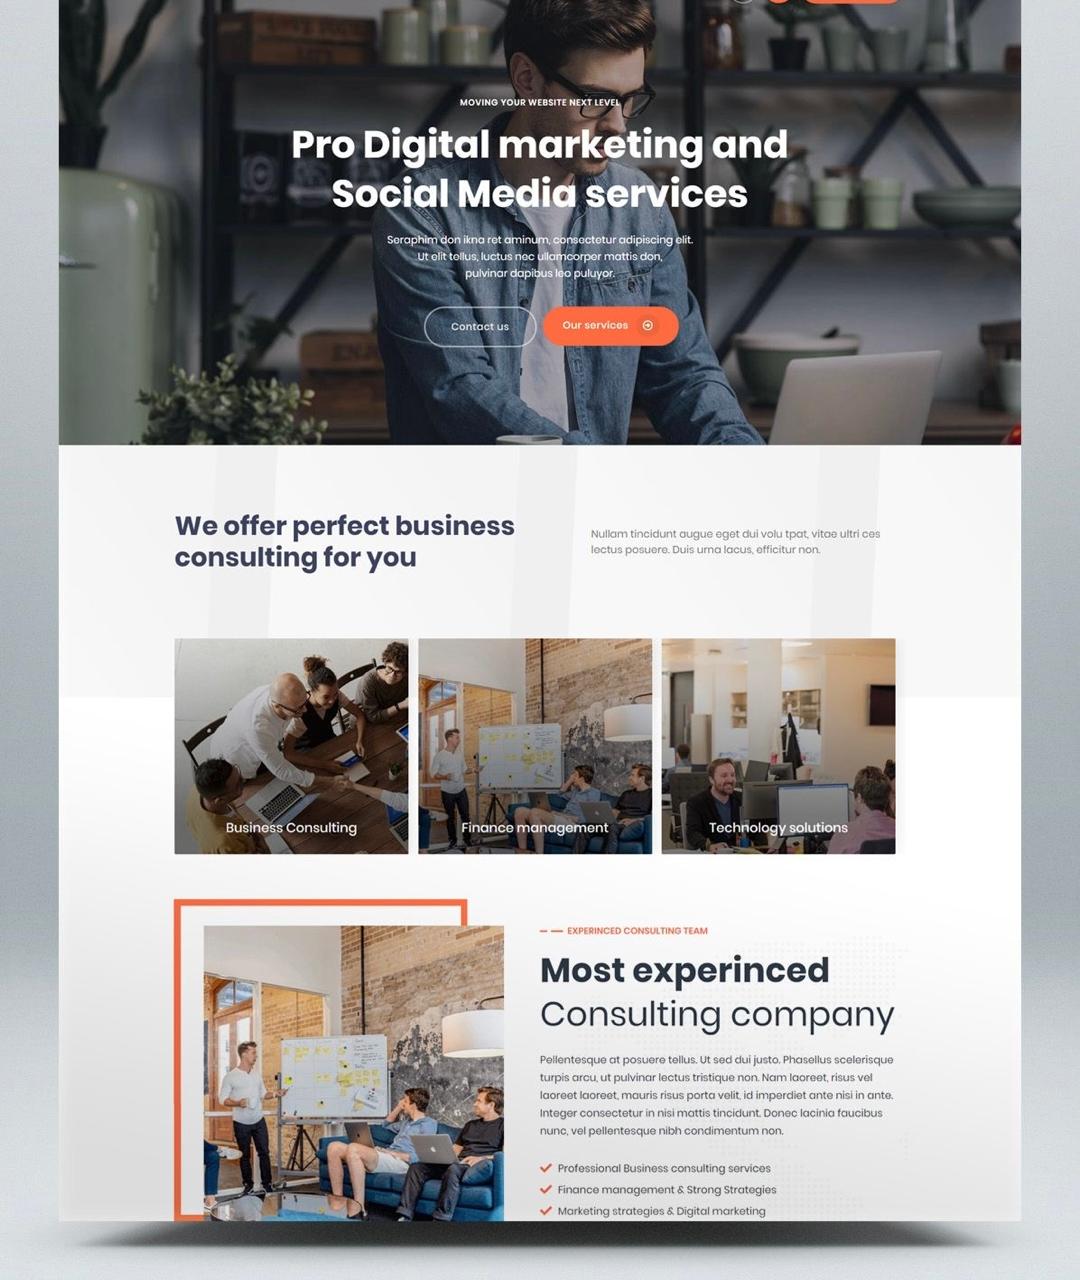 MOVING YOUR WEBSITE NEXT LEVEL
Pro Digital marketing and
Social Media services
Seraphim don ikna ret aminum, consectetur adipiscing elit.
Ut elit tellus, luctus nec ullamcorper mattis don,
pulvinar dapibus leo puluyor.
Contact us
Our services
We offer perfect business
consulting for you
Nullam tincidunt augue eget dui volu tpat, vitae ultri ces
lectus posuere. Duis urna lacus, efficitur non.
Business Consulting
Finance management
Technology solutions
EXPERINCED CONSULTING TEAM
Most experinced
Consulting company
Pellentesque at posuere tellus. Ut sed dui justo. Phasellus scelerisque
turpis arcu, ut pulvinar lectus tristique non. Nam laoreet, risus vel
laoreet laoreet, mauris risus porta velit, id imperdiet ante nisi in ante.
Integer consectetur in nisi mattis tincidunt. Donec lacinia faucibus
nunc, vel pellentesque nibh condimentum non.
Professional Business consulting services
Finance management & Strong Strategies
Marketing strategies & Digital marketing